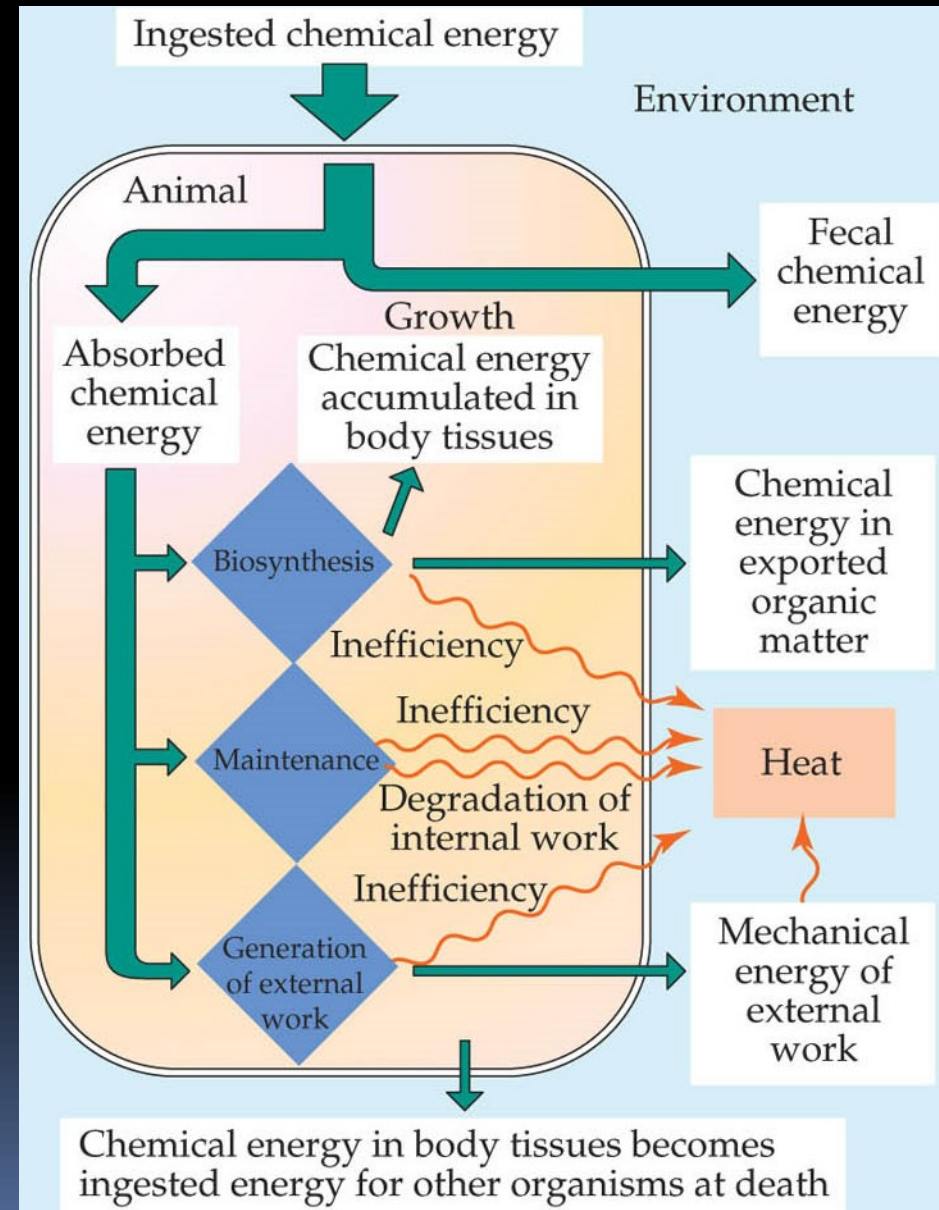 Ingested chemical energy
Environment
Animal
Fecal
chemical
energy
Growth
Absorbed
chemical
energy
Chemical energy
accumulated in
body tissues
Chemical
energy in
exported
organic
matter
Biosynthesis
Inefficiency
Inefficiency
Maintenance
Heat
Degradation of
internal work
Inefficiency
Generation
of external
work
Mechanical
energy of
external
work
Chemical energy in body tissues becomes
ingested energy for other organisms at death